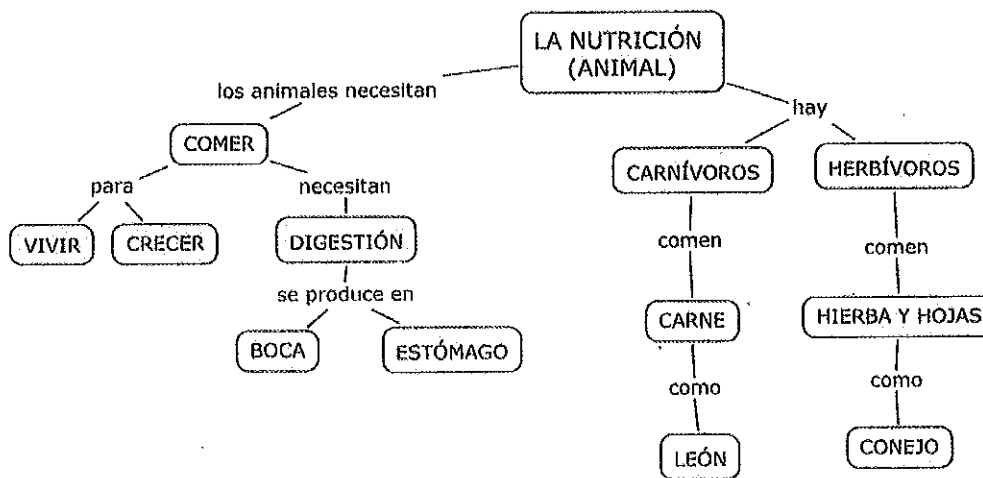 LA NUTRICIÓN
(ANIMAL)
los animales necesitan
hay
COMER
CARNÍVOROS
HERBÍVOROS
para
necesitan
VIVIR
CRECER
DIGESTIÓN
comen
comen
se produce en
BOCA
ESTÓMAGO
CARNE
HIERBA Y HOJAS
como
como
LEÓN
CONEJO